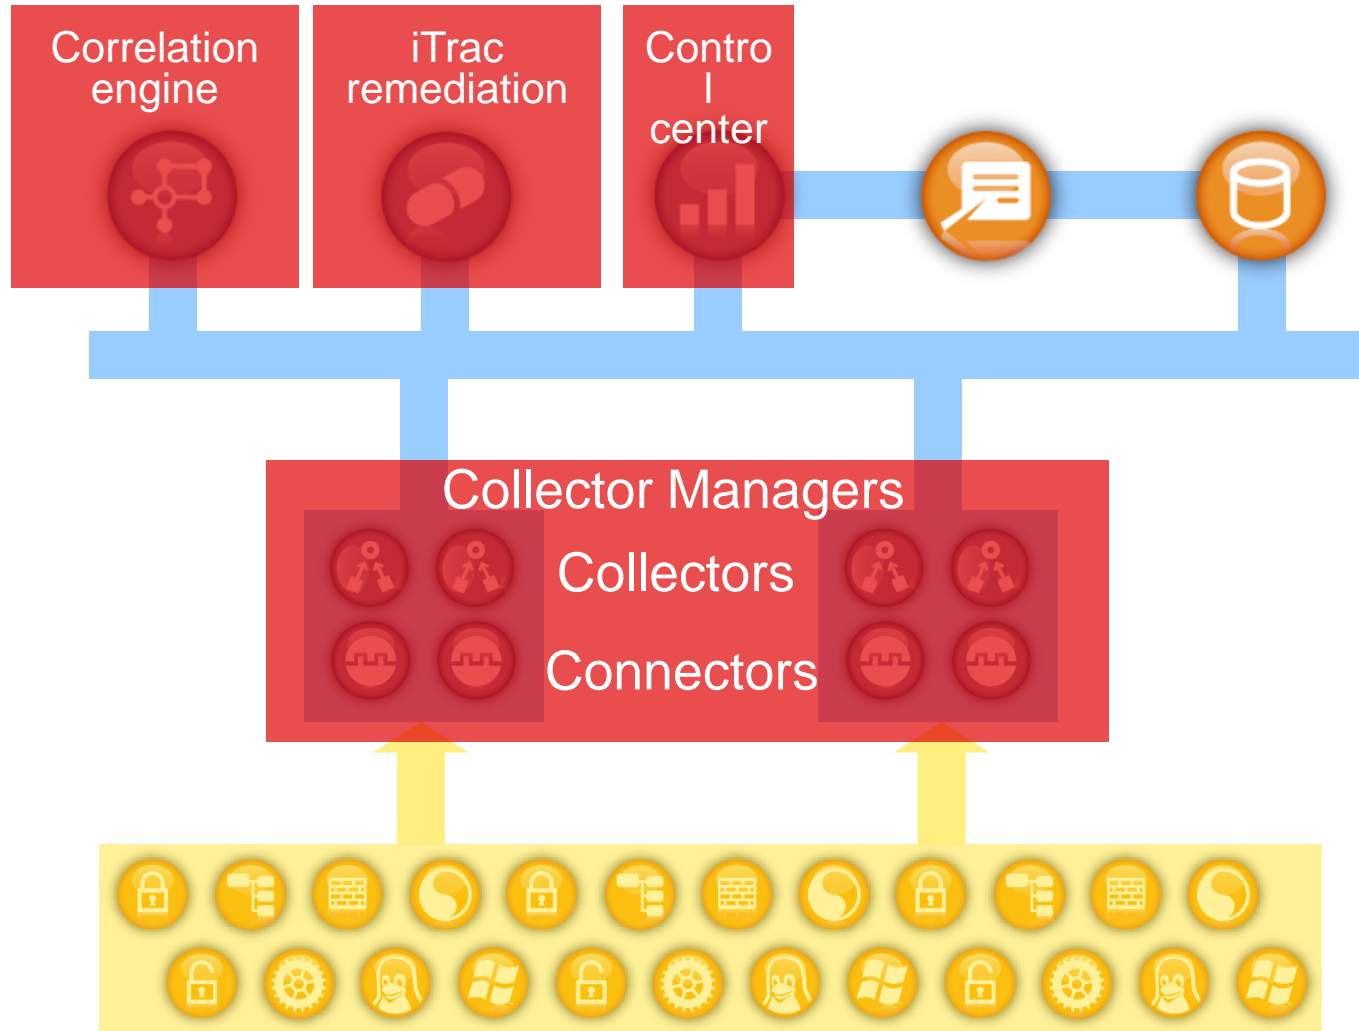 Correlation
engine
iTrac
remediation
Contro
l
center
Collector Managers
Collectors
Connectors